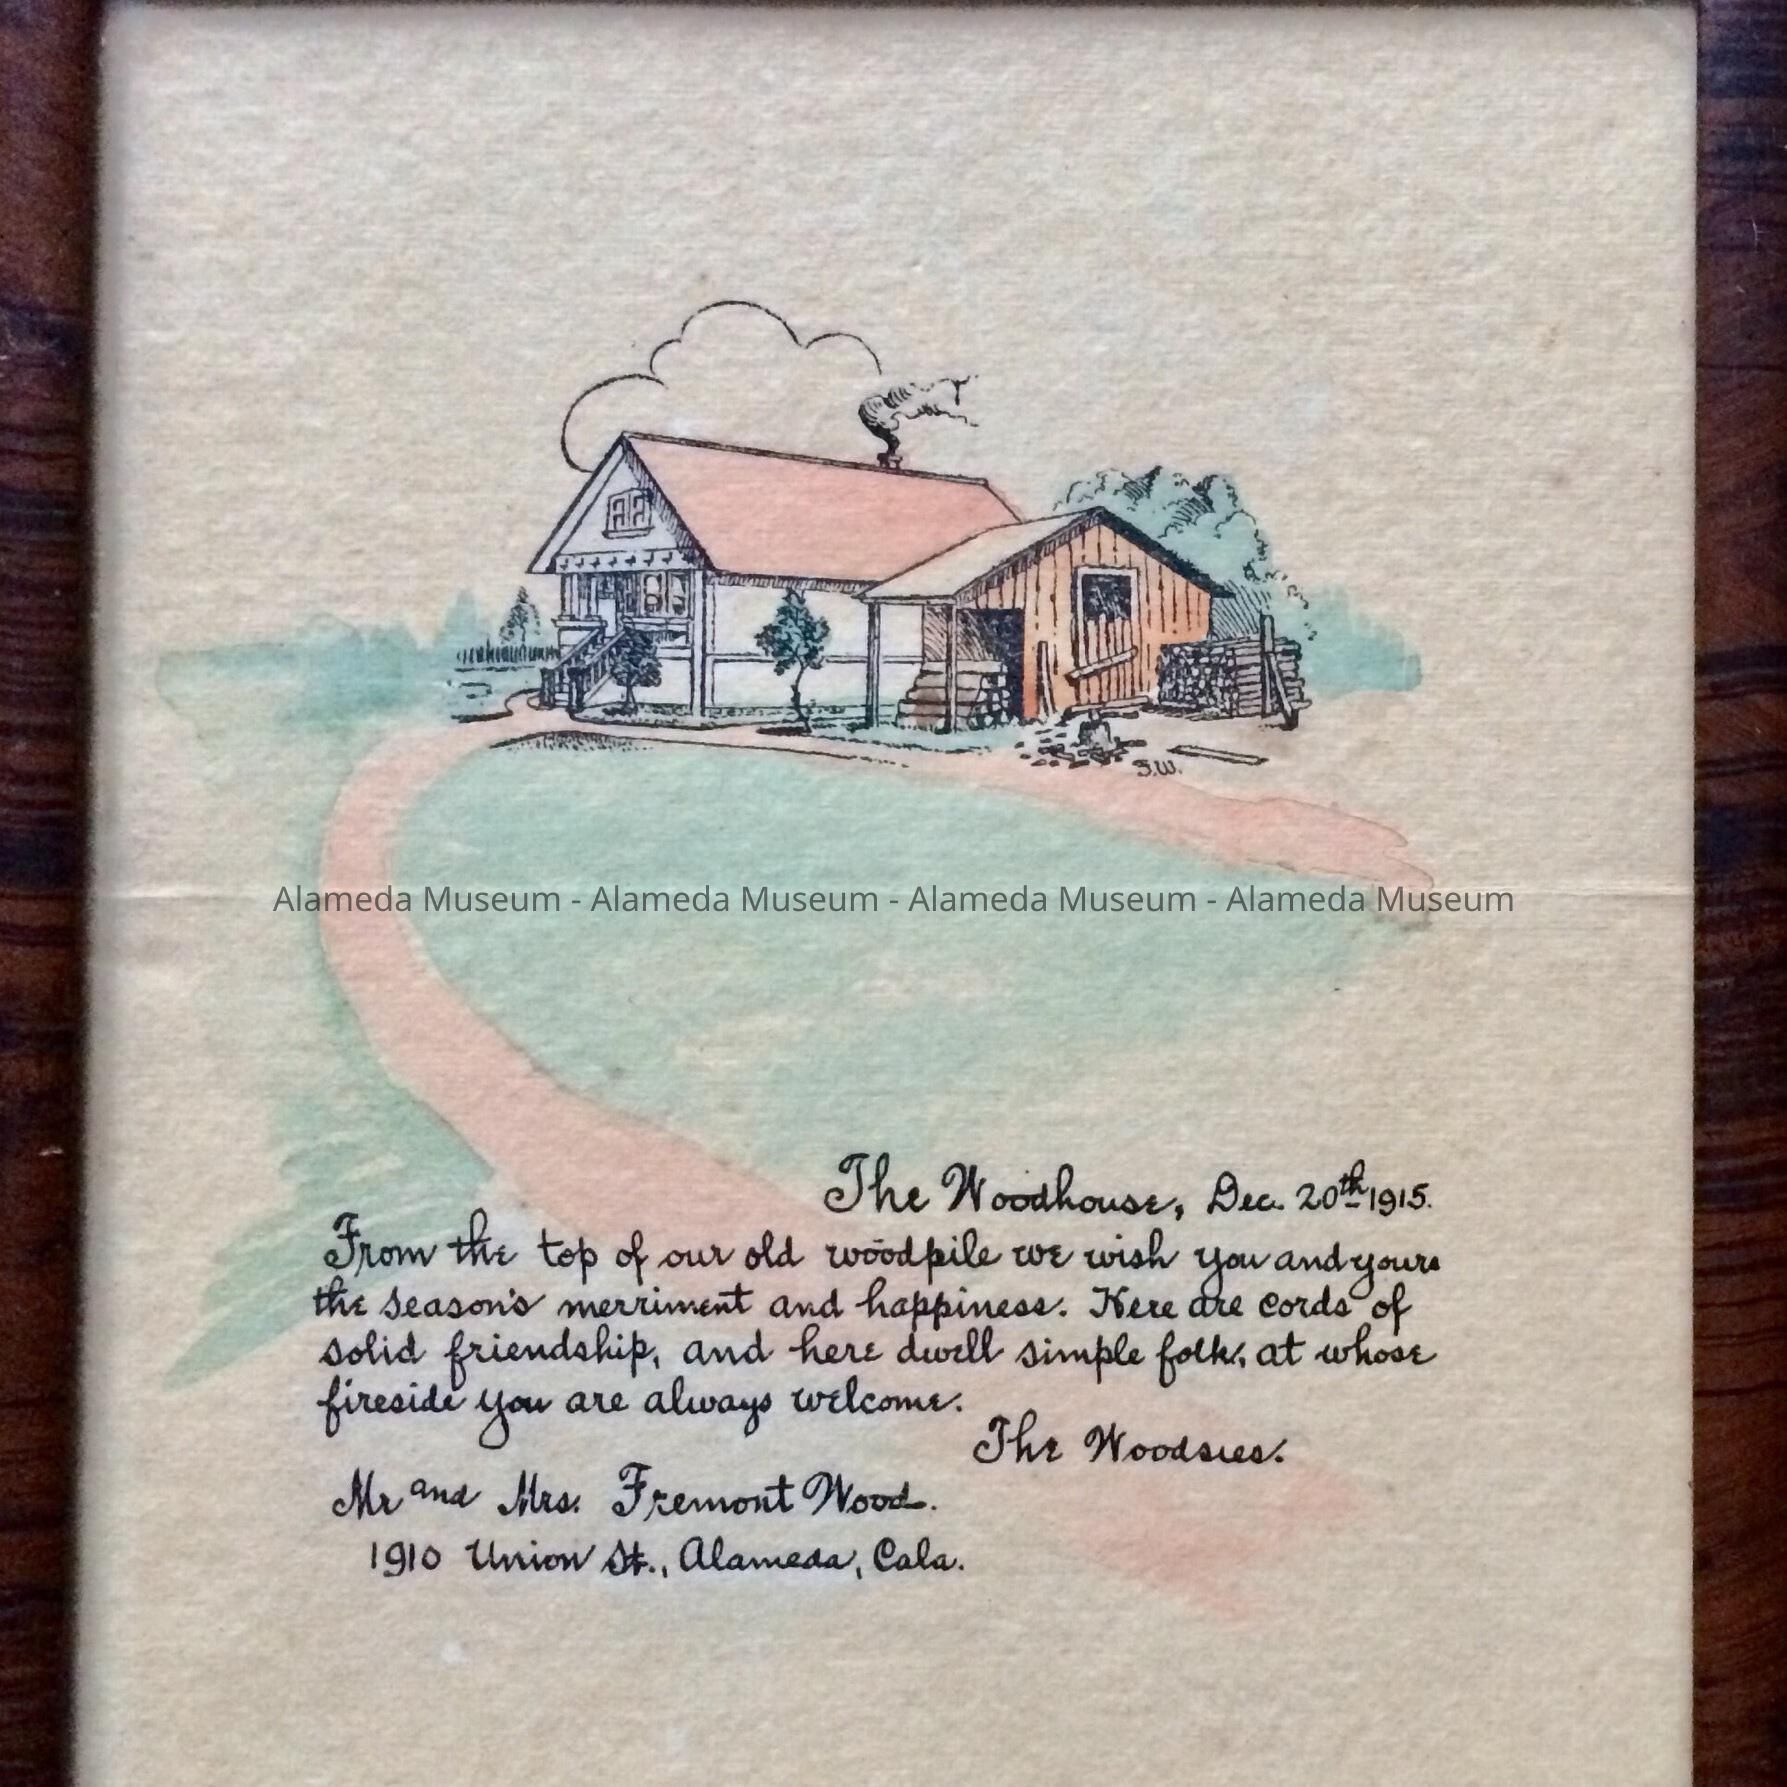 S.W.
Alameda Museum - Alameda Museum - Alameda Museum - Alameda Museum
The Woodhouse, Dec. 20th 1915.
From the top of our old woodpile we wish you and yours
the season's merriment and happiness. Here are cords of
solid friendship, and here dwell simple folk, at whose
fireside you are always welcome.
The Woodsies.
Mr and Mrs. Fremont Wood.
1910 Union St., Alameda, Cala.